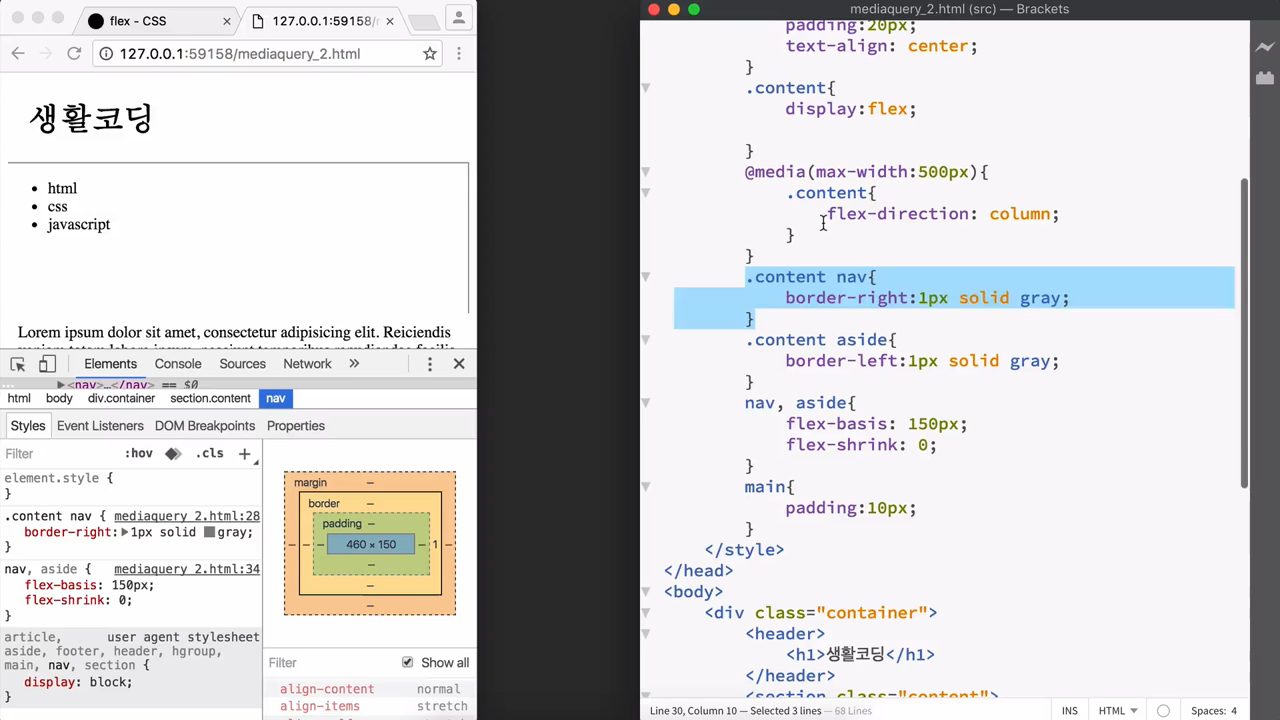 flex - CSS
127.0.0.1:59158/
127.0.0.1:59158/mediaquery_2.html
생활코딩
html
css
javascript
Lorem ipsum dolor sit amet, consectetur adipisicing elit. Reiciendis
Elements Console Sources Network »
<nav>…</nav> == $0
html body div.container section.content nav
Styles Event Listeners DOM Breakpoints Properties
Filter :hov .cls +
element.style {
}
.content nav { mediaquery_2.html:28
border-right: 1px solid gray;
}
nav, aside { mediaquery_2.html:34
flex-basis: 150px;
flex-shrink: 0;
}
article, user agent stylesheet
aside, footer, header, hgroup,
main, nav, section {
display: block;
}
margin –
border –
padding –
– – – 460 × 150 – 1 –
–
–
–
Filter Show all
align-content normal
align-items stretch
mediaquery_2.html (src) — Brackets
padding:20px;
text-align: center;
}
.content{
display:flex;
}
@media(max-width:500px){
.content{
flex-direction: column;
}
}
.content nav{
border-right:1px solid gray;
}
.content aside{
border-left:1px solid gray;
}
nav, aside{
flex-basis: 150px;
flex-shrink: 0;
}
main{
padding:10px;
}
</style>
</head>
<body>
<div class="container">
<header>
<h1>생활코딩</h1>
</header>
<section class="content">
Line 30, Column 10 — Selected 3 lines — 68 Lines INS HTML Spaces: 4